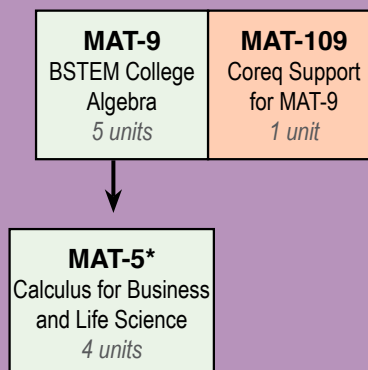 MAT-9
BSTEM College
Algebra
5 units
MAT-109
Coreq Support
for MAT-9
1 unit
MAT-5*
Calculus for Business
and Life Science
4 units